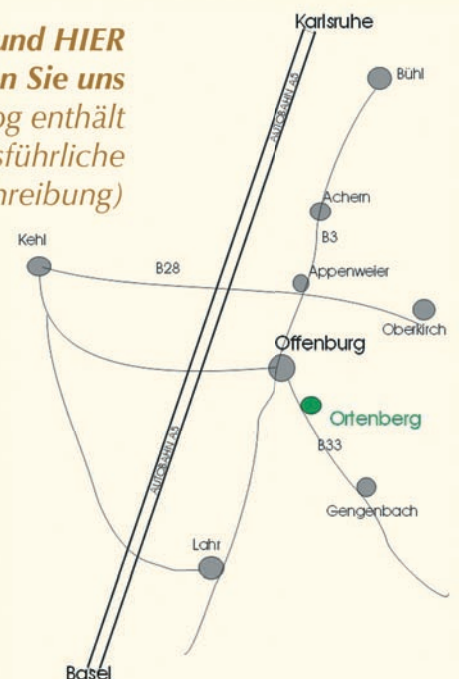 und HIER
en Sie uns
og enthält
sführliche
hreibung)
Karlsruhe
Bühl
AUTOBAHN A5
Achern
B3
Kehl
B28
Appenweier
Oberkirch
Offenburg
Ortenberg
B33
AUTOBAHN A5
Gengenbach
Lahr
Basel